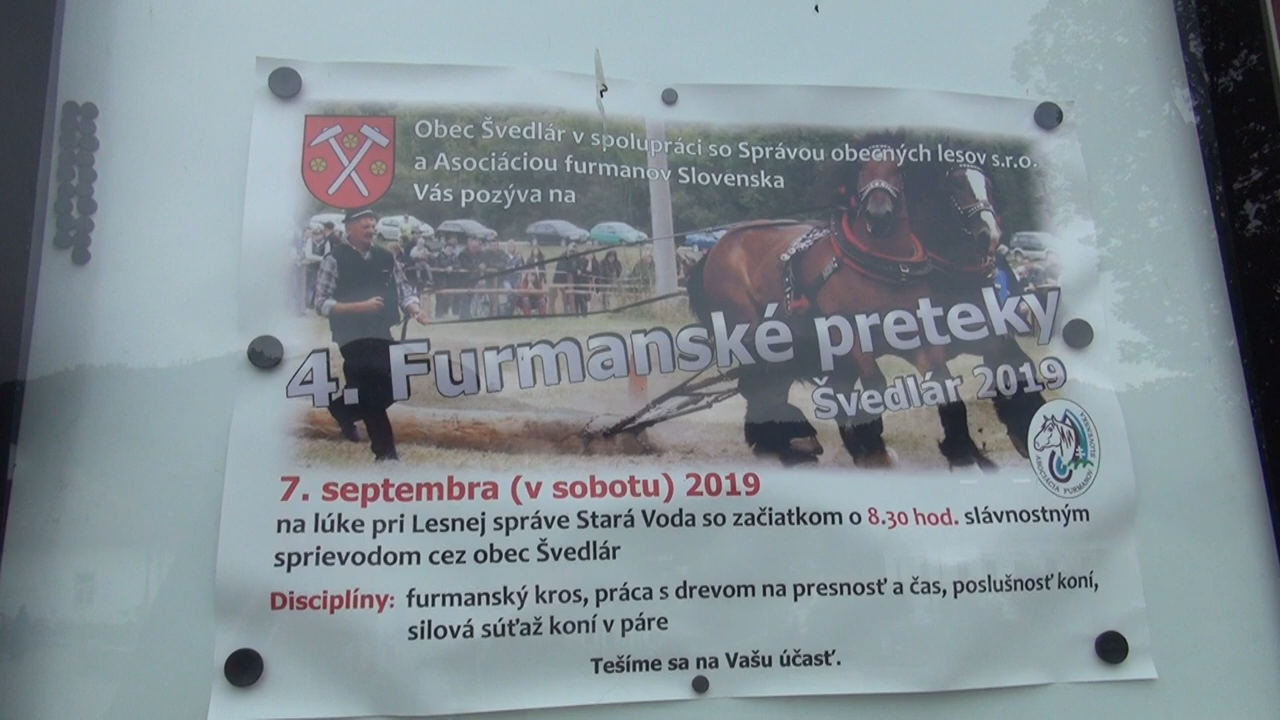 Obec Švedlár v spolupráci so Správou obecných lesov s.r.o.
a Asociáciou furmanov Slovenska
Vás pozýva na
4. Furmanské preteky
Švedlár 2019
7. septembra (v sobotu) 2019
na lúke pri Lesnej správe Stará Voda so začiatkom o 8.30 hod. slávnostným
sprievodom cez obec Švedlár
Disciplíny: furmanský kros, práca s drevom na presnosť a čas, poslušnosť koní,
silová súťaž koní v páre
Tešíme sa na Vašu účasť.
ASOCIÁCIA FURMANOV